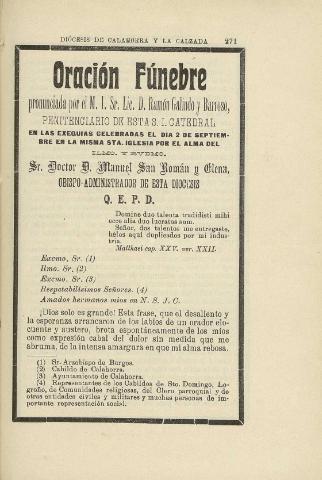 DIÓCESIS DE CALAHORRA Y LA CALZADA 271
Oración Fúnebre
pronunciada por el M. I. Sr. Lic. D. Ramón Galindo y Barroso,
PENITENCIARIO DE ESTA S. I. CATEDRAL
EN LAS EXEQUIAS CELEBRADAS EL DIA 2 DE SEPTIEM-
BRE EN LA MISMA STA. IGLESIA POR EL ALMA DEL
ILMO. Y RVDMO.
Sr. Doctor D. Manuel San Román y Elena,
OBISPO-ADMINISTRADOR DE ESTA DIOCESIS
Q. E. P. D.
Domine duo talenta tradidisti mihi
ecce alia duo lucratus sum.
Señor, dos talentos me entregaste,
hélos aquí duplicados por mi indus-
tria.
Matthæi cap. XXV. ver. XXII.
Excmo. Sr. (1)
Ilmo. Sr. (2)
Excmo. Sr. (3)
Respetabilísimos Señores. (4)
Amados hermanos míos en N. S. J. C.
¡Dios solo es grande! Esta frase, que el desaliento y
la esperanza arrancaron de los labios de un orador elo-
cuente y austero, brota espontáneamente de los míos
como expresión cabal del dolor sin medida que me
abruma, de la intensa amargura en que mi alma rebosa.
(1) Sr. Arzobispo de Burgos.
(2) Cabildo de Calahorra.
(3) Ayuntamiento de Calahorra.
(4) Representantes de los Cabildos de Sto. Domingo, Lo-
groño, de Comunidades religiosas, del Clero parroquial y de
otras entidades civiles y militares y muchas personas de im-
portante representación social.